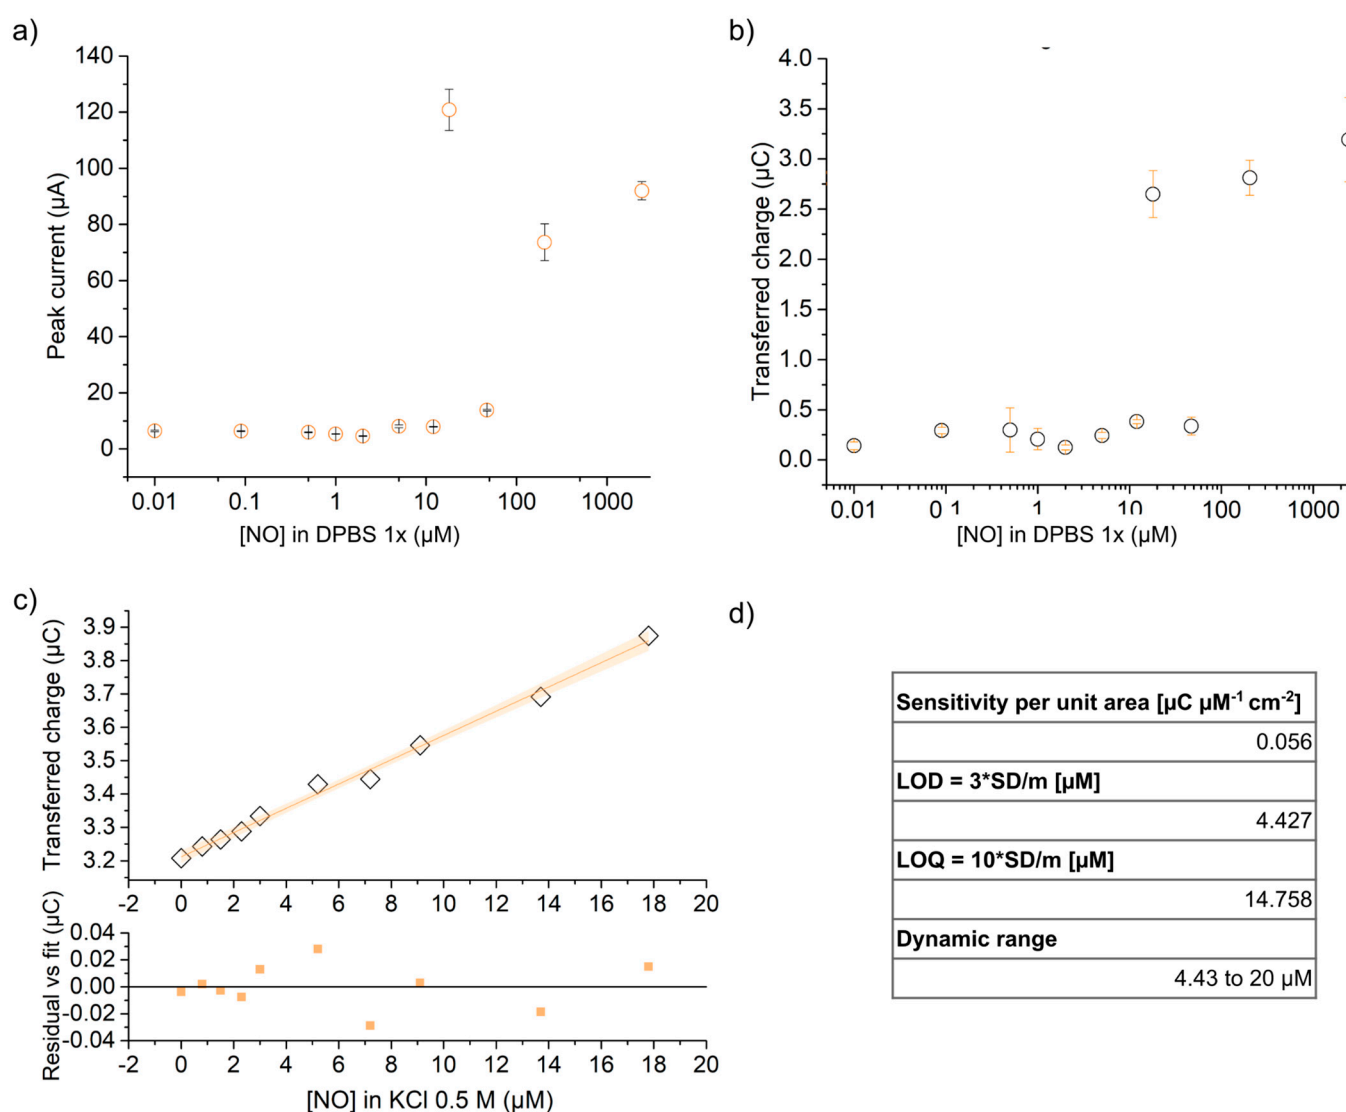 a)
140
120
100
80
60
40
20
0
Peak current (µA)
0.01 0.1 1 10 100 1000
[NO] in DPBS 1x (µM)
b)
4.0
3.5
3.0
2.5
2.0
1.5
1.0
0.5
0.0
Transferred charge (µC)
0.01 0 1 1 10 100 1000
[NO] in DPBS 1x (µM)
c)
3.9
3.8
3.7
3.6
3.5
3.4
3.3
3.2
Transferred charge (µC)
-2 0 2 4 6 8 10 12 14 16 18 20
0.04
0.02
0.00
-0.02
-0.04
Residual vs fit (µC)
-2 0 2 4 6 8 10 12 14 16 18 20
[NO] in KCl 0.5 M (µM)
d)
Sensitivity per unit area [µC µM⁻¹ cm⁻²]
0.056
LOD = 3*SD/m [µM]
4.427
LOQ = 10*SD/m [µM]
14.758
Dynamic range
4.43 to 20 µM